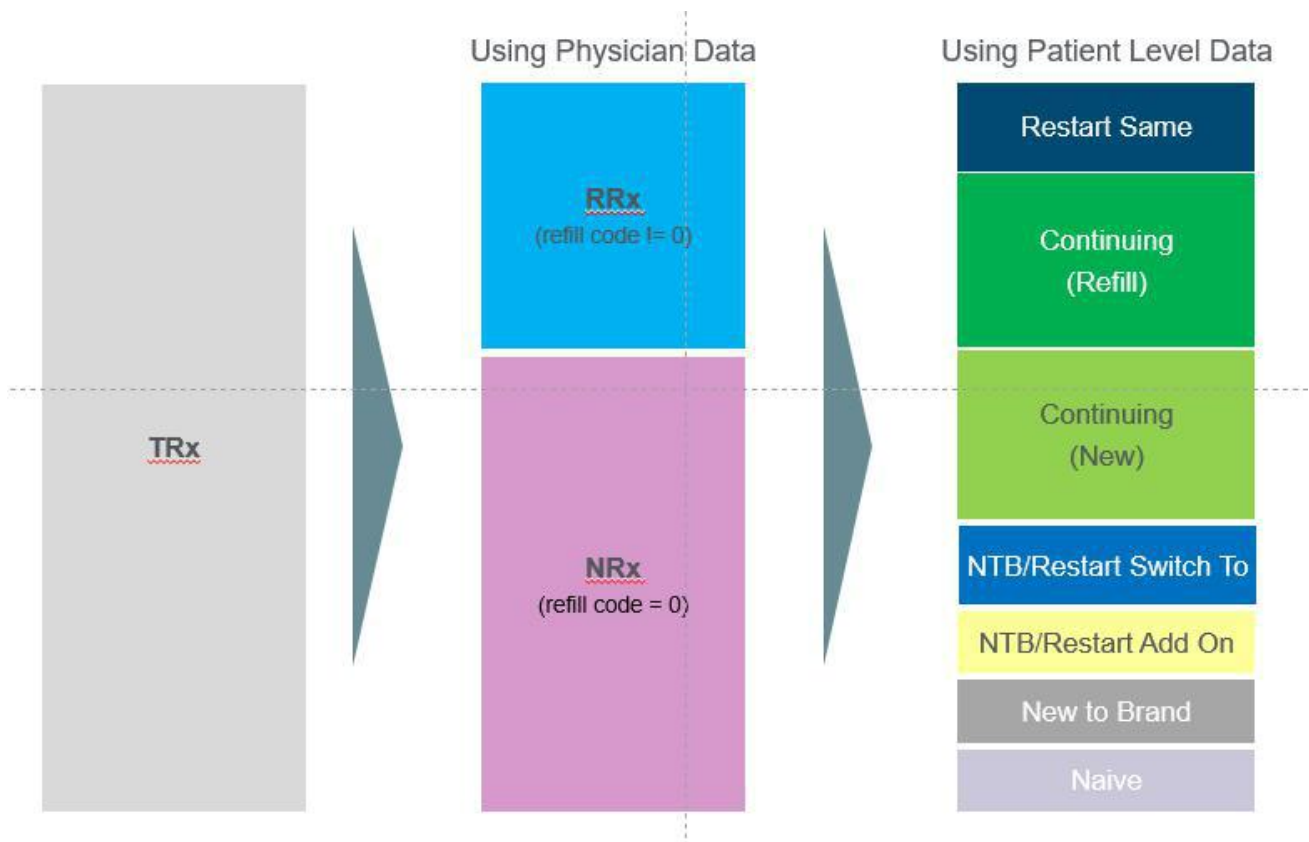 Using Physician Data
Using Patient Level Data
TRx
RRx
(refill code != 0)
NRx
(refill code = 0)
Restart Same
Continuing
(Refill)
Continuing
(New)
NTB/Restart Switch To
NTB/Restart Add On
New to Brand
Naive